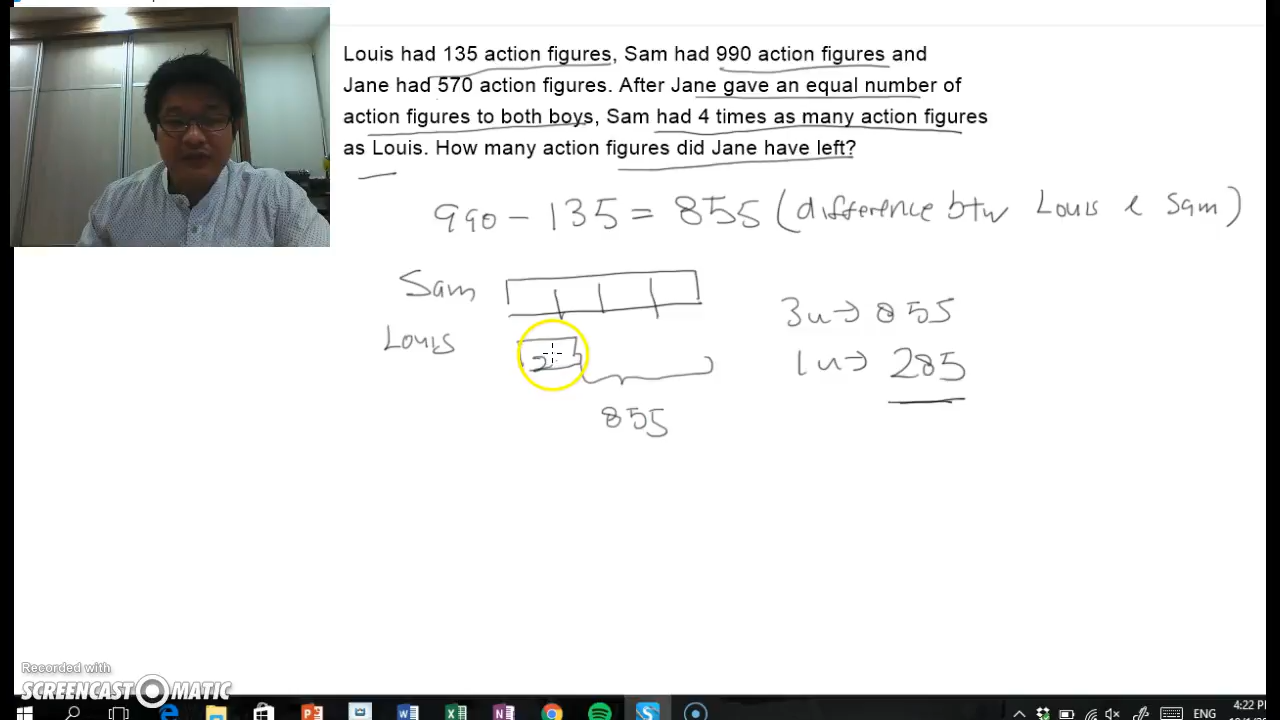 Louis had 135 action figures, Sam had 990 action figures and
Jane had 570 action figures. After Jane gave an equal number of
action figures to both boys, Sam had 4 times as many action figures
as Louis. How many action figures did Jane have left?
990 - 135 = 855 (difference btw Louis & Sam)
Sam
3u → 855
Louis
2
1u → 285
855
Recorded with
SCREENCAST MATIC
ENG
4:22 P